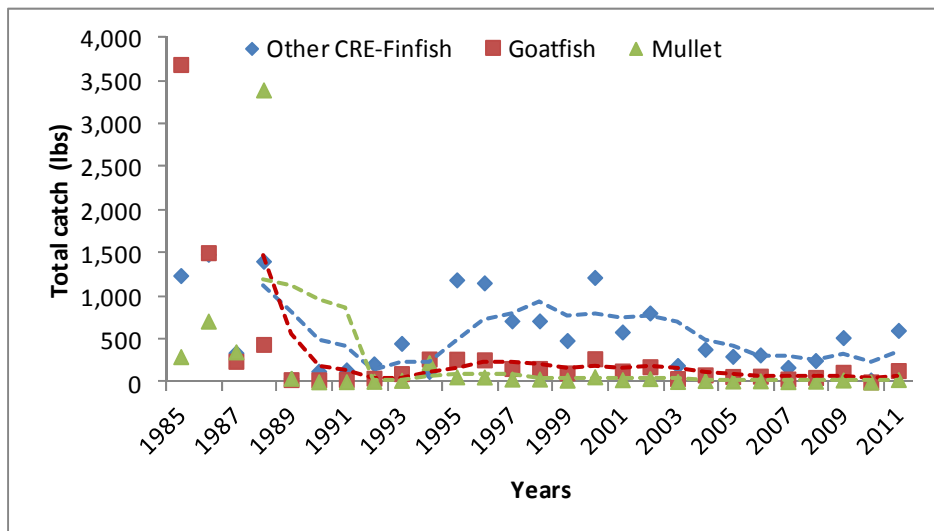 Other CRE-Finfish Goatfish Mullet
4,000
3,500
3,000
2,500
2,000
1,500
1,000
500
0
Total catch (lbs)
1985 1987 1989 1991 1993 1995 1997 1999 2001 2003 2005 2007 2009 2011
Years